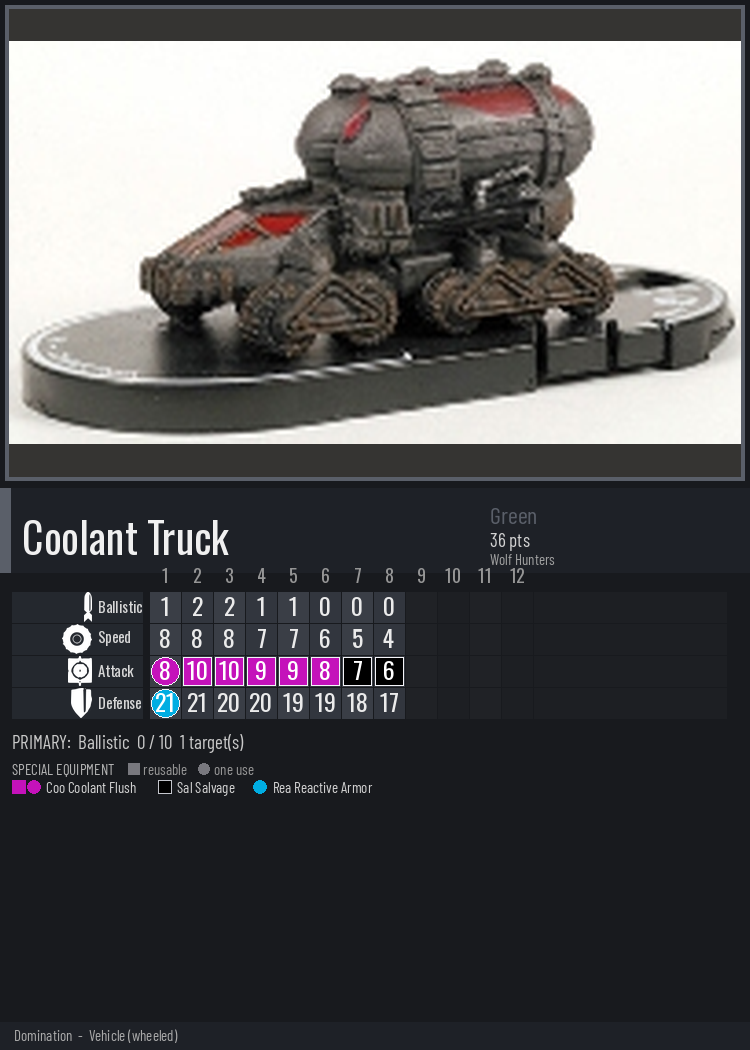 Coolant Truck
Green
36 pts
Wolf Hunters
1 2 3 4 5 6 7 8 9 10 11 12
Ballistic 1 2 2 1 1 0 0 0
Speed 8 8 8 7 7 6 5 4
Attack 8 10 10 9 9 8 7 6
Defense 21 21 20 20 19 19 18 17
PRIMARY: Ballistic 0 / 10 1 target(s)
SPECIAL EQUIPMENT reusable one use
Coo Coolant Flush Sal Salvage Rea Reactive Armor
Domination - Vehicle (wheeled)